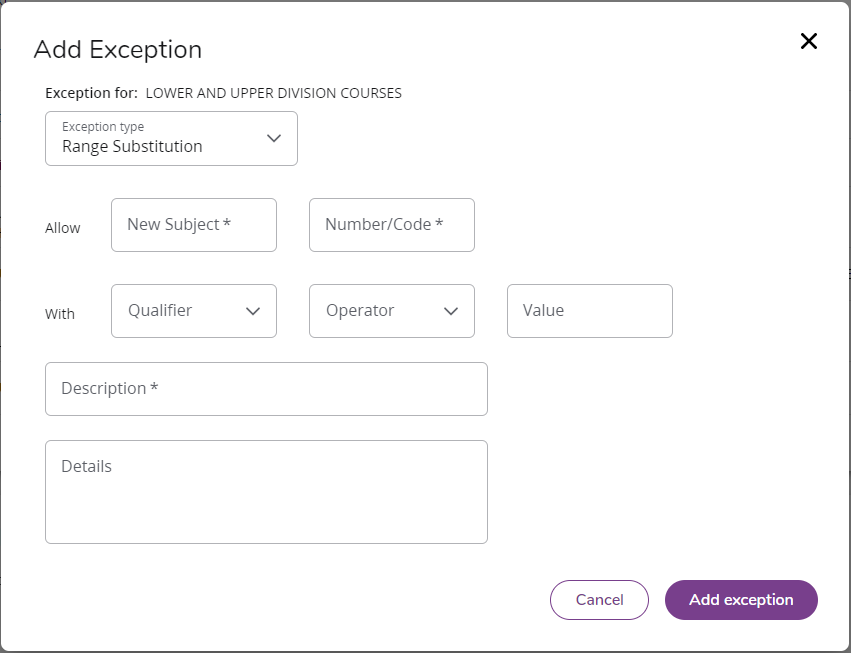 Add Exception
Exception for: LOWER AND UPPER DIVISION COURSES
Exception type
Range Substitution
Allow New Subject * Number/Code *
With Qualifier Operator Value
Description *
Details
Cancel Add exception